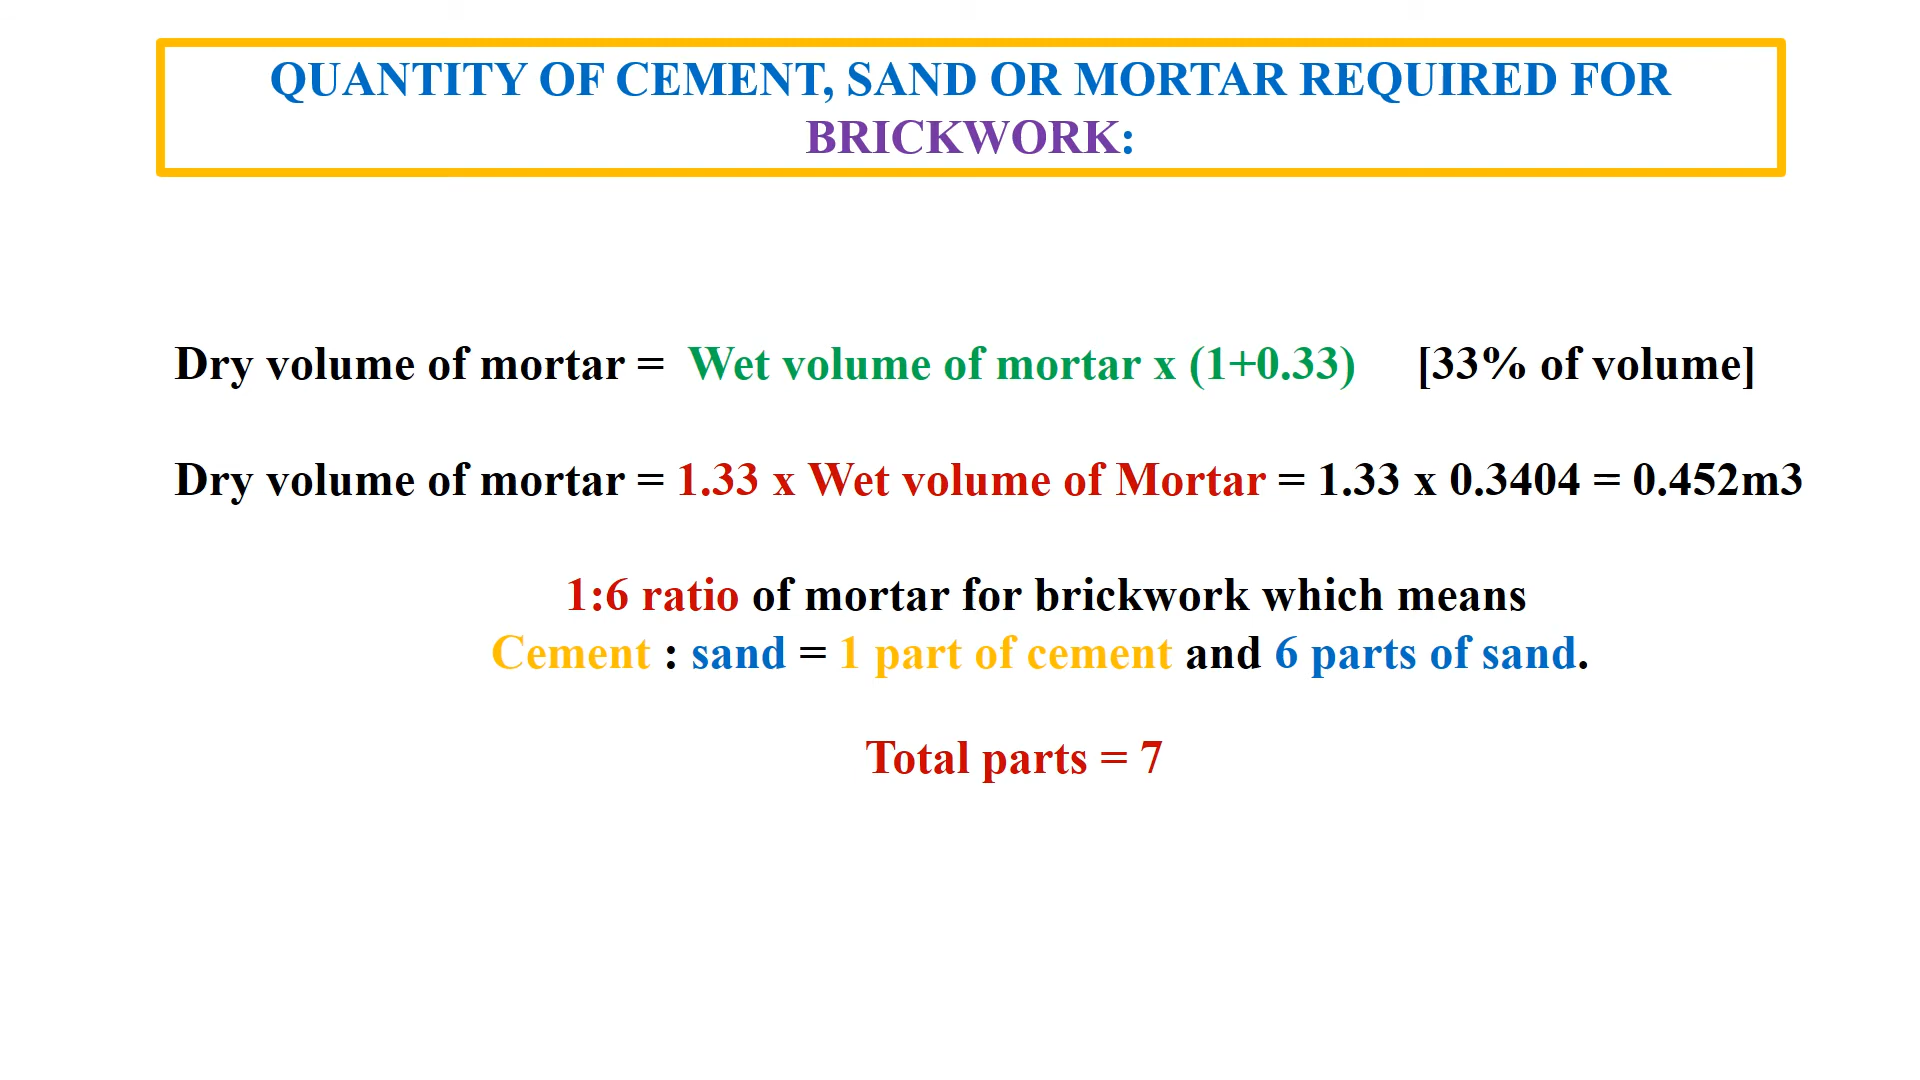 QUANTITY OF CEMENT, SAND OR MORTAR REQUIRED FOR
BRICKWORK:
Dry volume of mortar = Wet volume of mortar x (1+0.33) [33% of volume]
Dry volume of mortar = 1.33 x Wet volume of Mortar = 1.33 x 0.3404 = 0.452m3
1:6 ratio of mortar for brickwork which means
Cement : sand = 1 part of cement and 6 parts of sand.
Total parts = 7